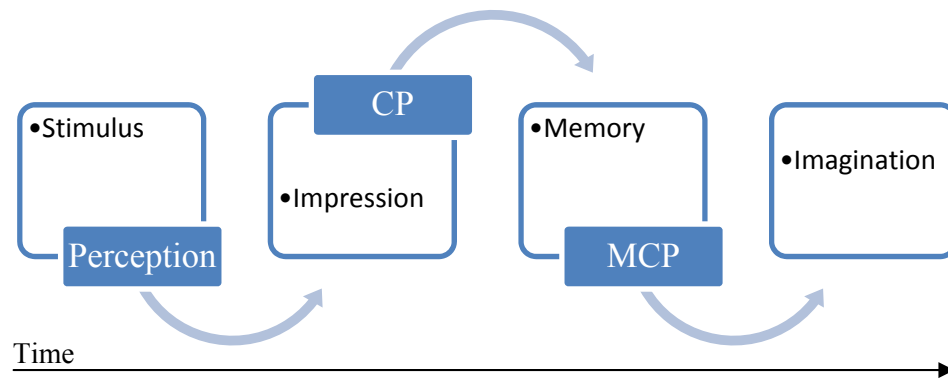 •Stimulus
Perception
CP
•Impression
•Memory
MCP
•Imagination
Time